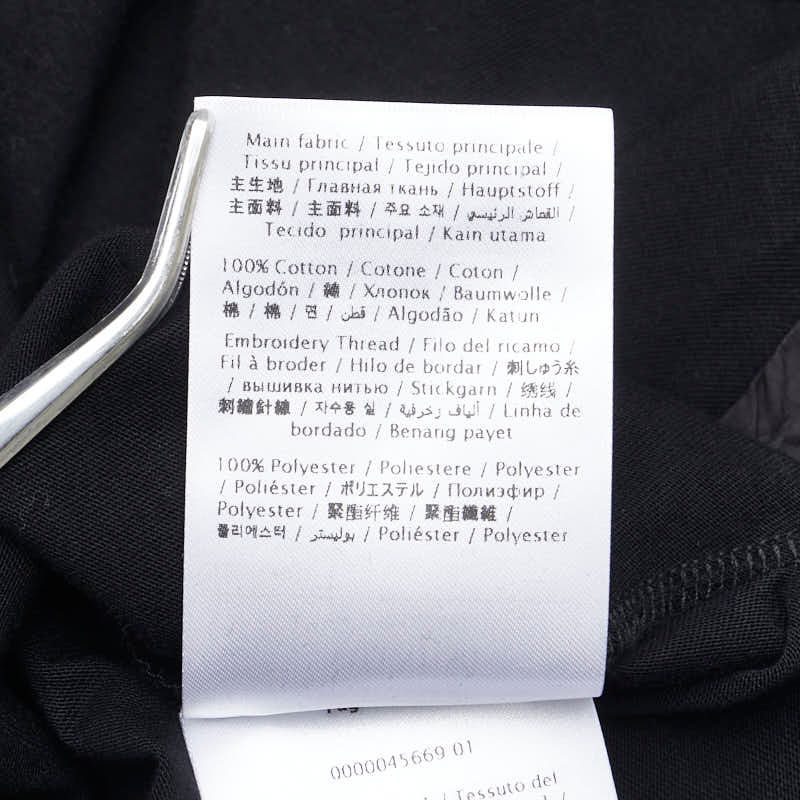 Main fabric / Tessuto principale /
Tissu principal / Tejido principal /
主生地 / Главная ткань / Hauptstoff /
主面料 / 主面料 / 주요 소재 / القماش الرئيسي /
Tecido principal / Kain utama
100% Cotton / Cotone / Coton /
Algodón / 綿 / Хлопок / Baumwolle /
棉 / 棉 / 면 / قطن / Algodão / Katun
Embroidery Thread / Filo del ricamo /
Fil à broder / Hilo de bordar / 刺しゅう糸
/ вышивка нитью / Stickgarn / 绣线 /
刺繡針線 / 자수용 실 / ألياف زخرفية / Linha de
bordado / Benang payet
100% Polyester / Poliestere / Polyester
/ Poliéster / ポリエステル / Полиэфир /
Polyester / 聚酯纤维 / 聚酯纖維 /
폴리에스터 / بوليستر / Poliéster / Polyester
0000045669 01
/ Tessuto del